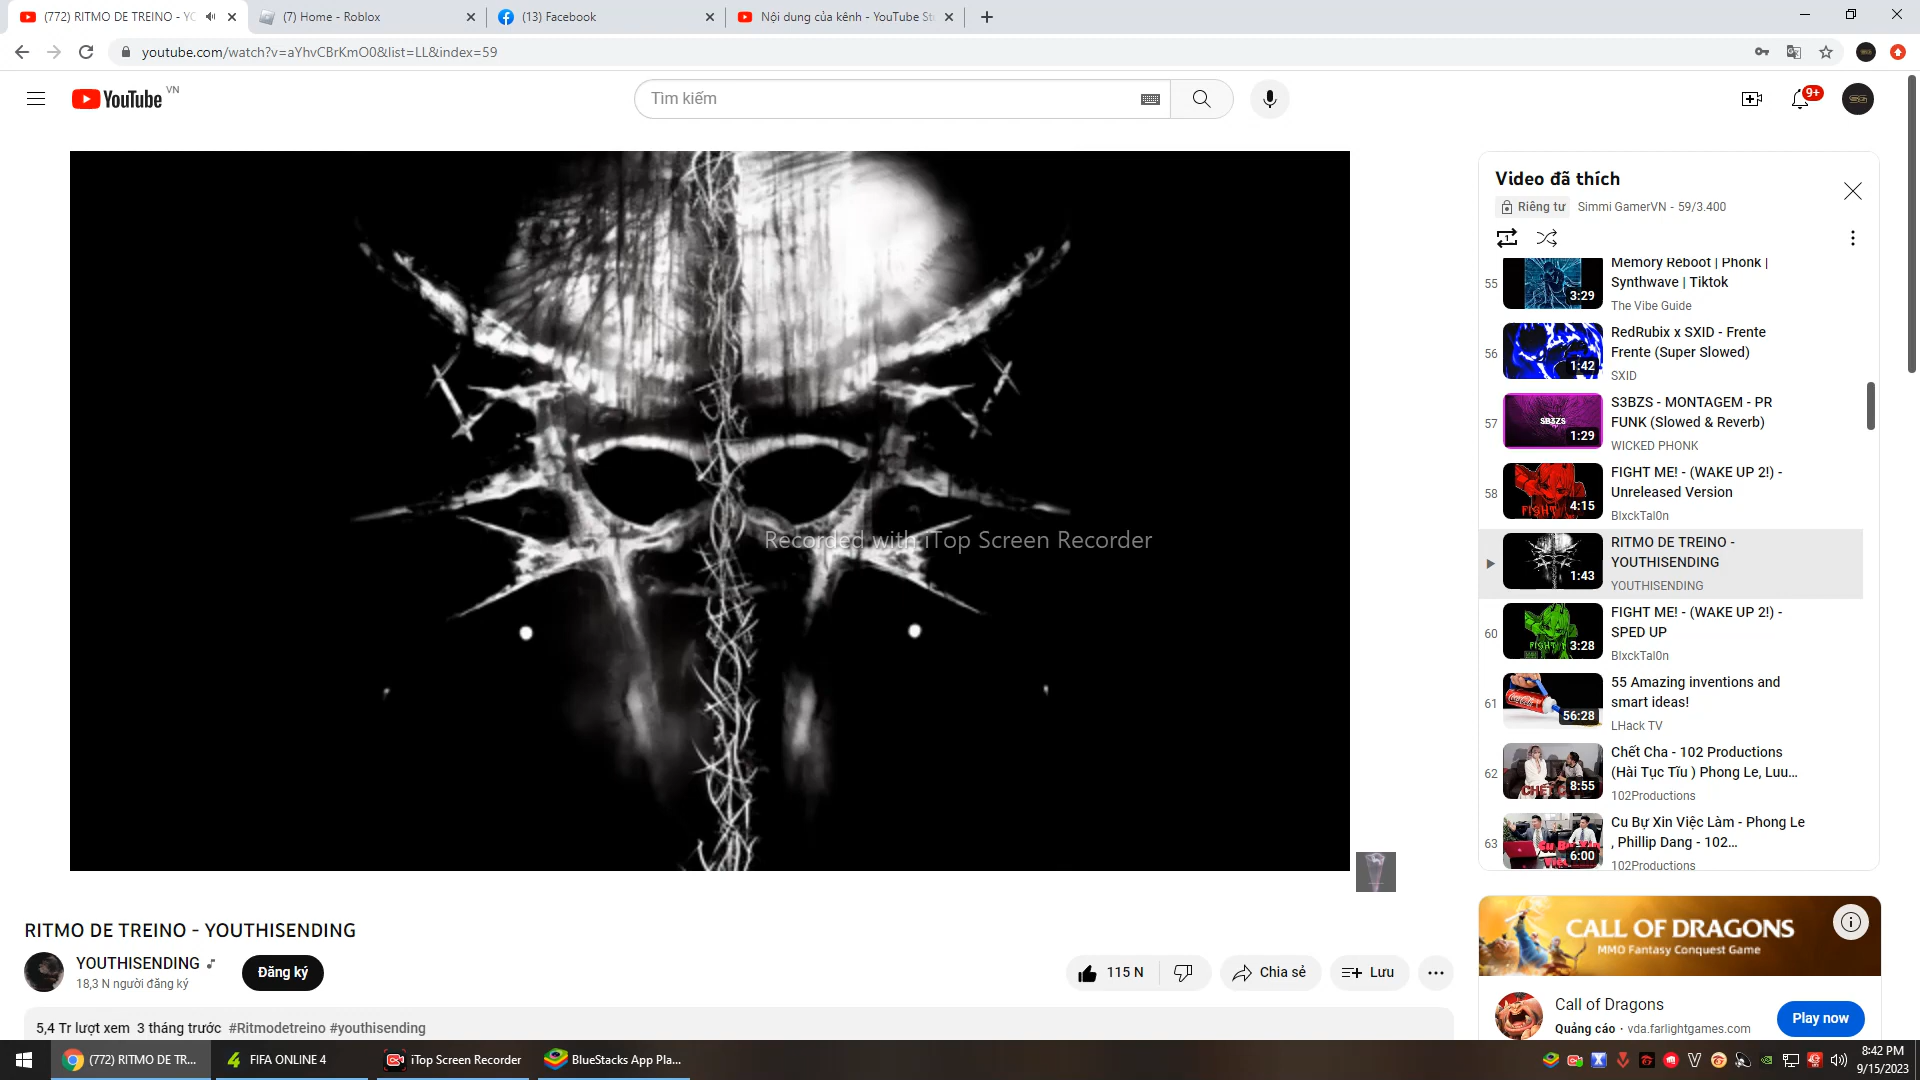 (772) RITMO DE TREINO - YO
(7) Home - Roblox
(13) Facebook
Nội dung của kênh - YouTube St
youtube.com/watch?v=aYhvCBrKmO0&list=LL&index=59
YouTube VN
Tìm kiếm
9+
Recorded with iTop Screen Recorder
Video đã thích
Riêng tư Simmi GamerVN - 59/3.400
55
Memory Reboot | Phonk |
Synthwave | Tiktok
The Vibe Guide
3:29
56
RedRubix x SXID - Frente
Frente (Super Slowed)
SXID
1:42
57
S3BZS - MONTAGEM - PR
FUNK (Slowed & Reverb)
WICKED PHONK
S3BZS
1:29
58
FIGHT ME! - (WAKE UP 2!) -
Unreleased Version
BlxckTal0n
4:15
RITMO DE TREINO -
YOUTHISENDING
YOUTHISENDING
1:43
60
FIGHT ME! - (WAKE UP 2!) -
SPED UP
BlxckTal0n
3:28
61
55 Amazing inventions and
smart ideas!
LHack TV
56:28
62
Chết Cha - 102 Productions
(Hài Tục Tĩu ) Phong Le, Luu...
102Productions
8:55
63
Cu Bự Xin Việc Làm - Phong Le
, Phillip Dang - 102...
102Productions
6:00
RITMO DE TREINO - YOUTHISENDING
YOUTHISENDING
18,3 N người đăng ký
Đăng ký
115 N
Chia sẻ
Lưu
5,4 Tr lượt xem 3 tháng trước #Ritmodetreino #youthisending
CALL OF DRAGONS
MMO Fantasy Conquest Game
Call of Dragons
Quảng cáo · vda.farlightgames.com
Play now
(772) RITMO DE TR...
FIFA ONLINE 4
iTop Screen Recorder
BlueStacks App Pla...
8:42 PM
9/15/2023